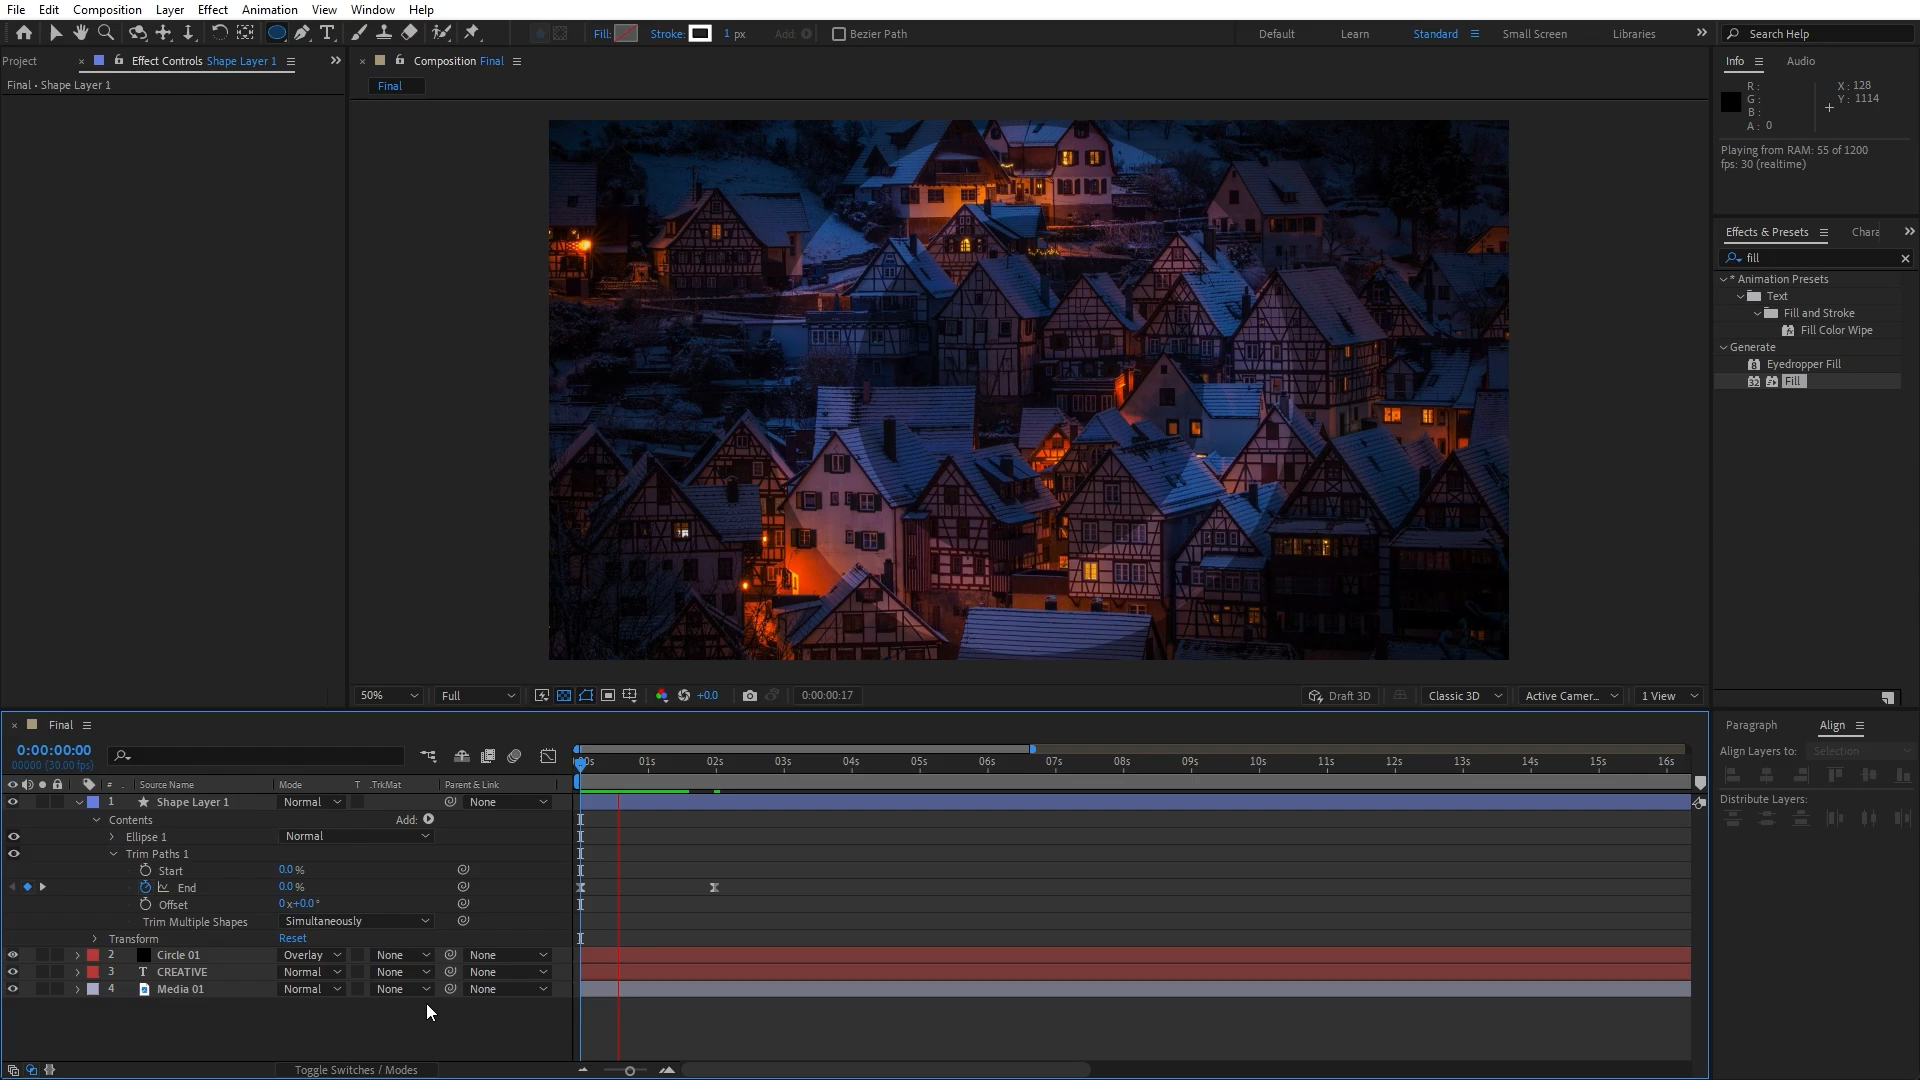 File Edit Composition Layer Effect Animation View Window Help
Fill: Stroke: 1 px Add: Bezier Path Default Learn Standard Small Screen Libraries Search Help
Project Effect Controls Shape Layer 1 Composition Final Info Audio
Final • Shape Layer 1 Final
R: X: 128
G: Y: 1114
B:
A: 0
Playing from RAM: 55 of 1200
fps: 30 (realtime)
Effects & Presets Chara
fill
* Animation Presets
Text
Fill and Stroke
Fill Color Wipe
Generate
Eyedropper Fill
32 Fill
50% Full +0.0 0:00:00:17 Draft 3D Classic 3D Active Camer... 1 View
Final
Paragraph Align
0:00:00:00
00000 (30.00 fps)
Align Layers to: Selection
:00s 01s 02s 03s 04s 05s 06s 07s 08s 09s 10s 11s 12s 13s 14s 15s 16s
# Source Name Mode T .TrkMat Parent & Link
Distribute Layers:
1 Shape Layer 1 Normal None
Contents Add:
Ellipse 1 Normal
Trim Paths 1
Start 0.0 %
End 0.0 %
Offset 0 x+0.0 °
Trim Multiple Shapes Simultaneously
Transform Reset
2 Circle 01 Overlay None None
3 T CREATIVE Normal None None
4 Media 01 Normal None None
Toggle Switches / Modes